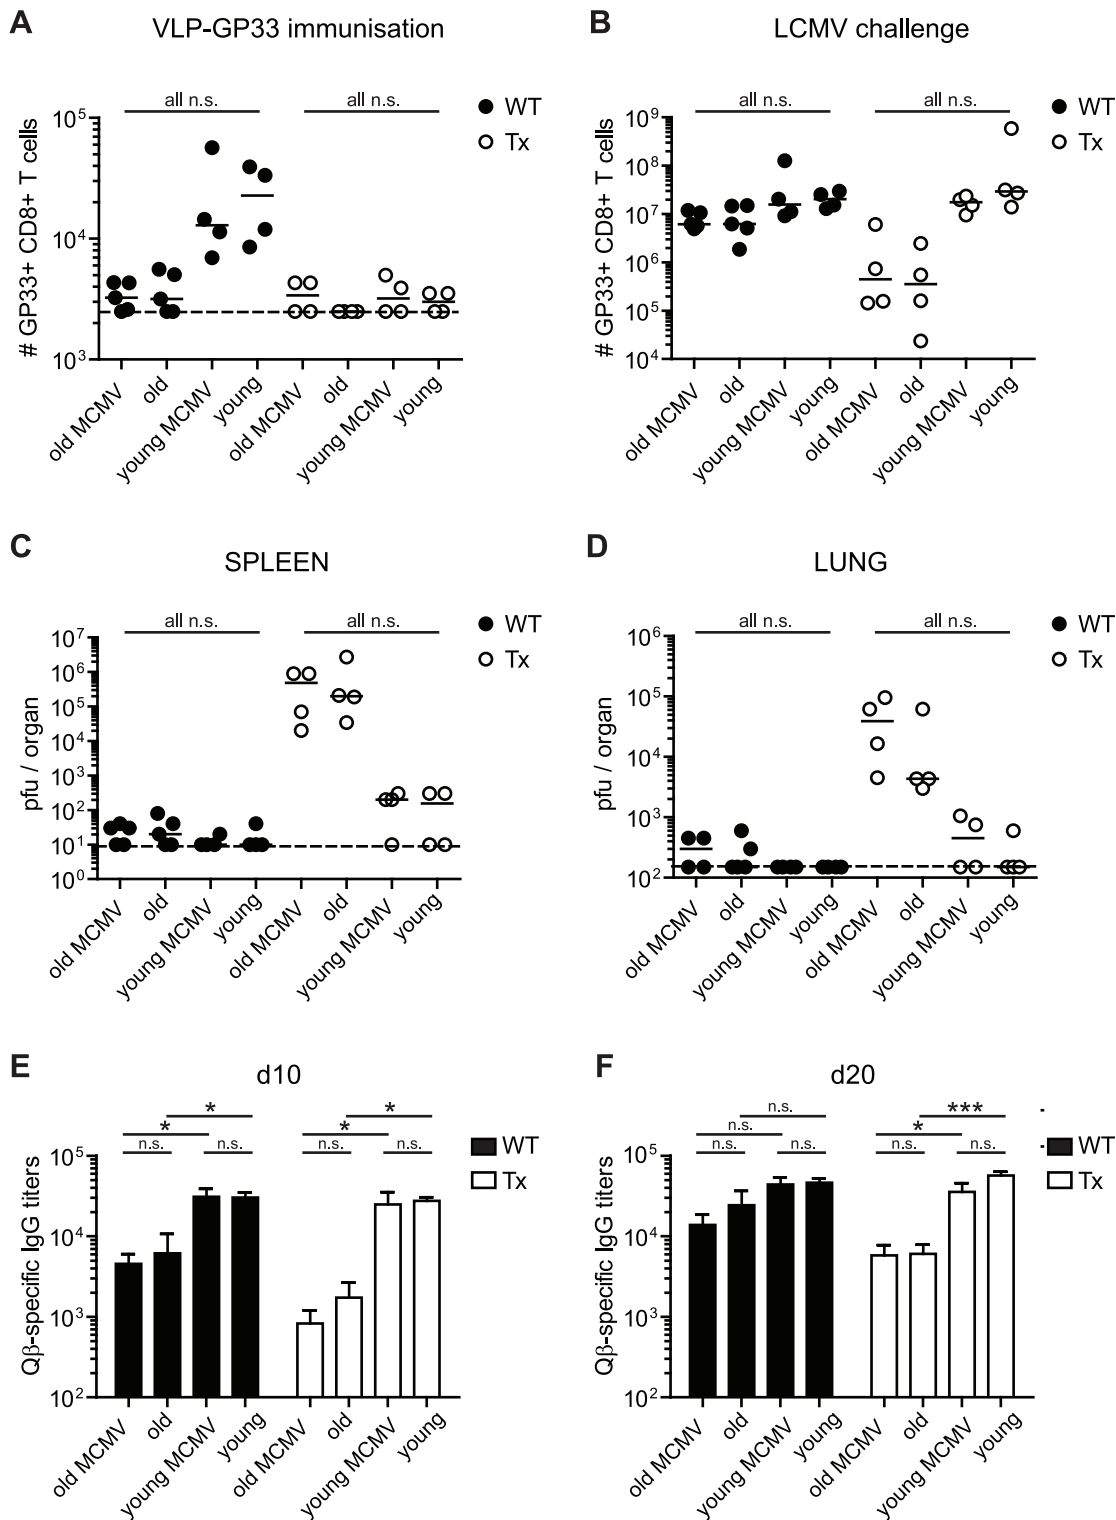 A
VLP-GP33 immunisation
all n.s.
all n.s.
WT
Tx
# GP33+ CD8+ T cells
10^5
10^4
10^3
old MCMV
old
young MCMV
young
old MCMV
old
young MCMV
young
B
LCMV challenge
all n.s.
all n.s.
WT
Tx
# GP33+ CD8+ T cells
10^9
10^8
10^7
10^6
10^5
10^4
old MCMV
old
young MCMV
young
old MCMV
old
young MCMV
young
C
SPLEEN
all n.s.
all n.s.
WT
Tx
pfu / organ
10^7
10^6
10^5
10^4
10^3
10^2
10^1
10^0
old MCMV
old
young MCMV
young
old MCMV
old
young MCMV
young
D
LUNG
all n.s.
all n.s.
WT
Tx
pfu / organ
10^6
10^5
10^4
10^3
10^2
old MCMV
old
young MCMV
young
old MCMV
old
young MCMV
young
E
d10
* *
* *
n.s. n.s. n.s. n.s.
WT
Tx
Qβ-specific IgG titers
10^5
10^4
10^3
10^2
old MCMV
old
young MCMV
young
old MCMV
old
young MCMV
young
F
d20
n.s. ***
n.s. *
n.s. n.s. n.s. n.s.
WT
Tx
Qβ-specific IgG titers
10^5
10^4
10^3
10^2
old MCMV
old
young MCMV
young
old MCMV
old
young MCMV
young